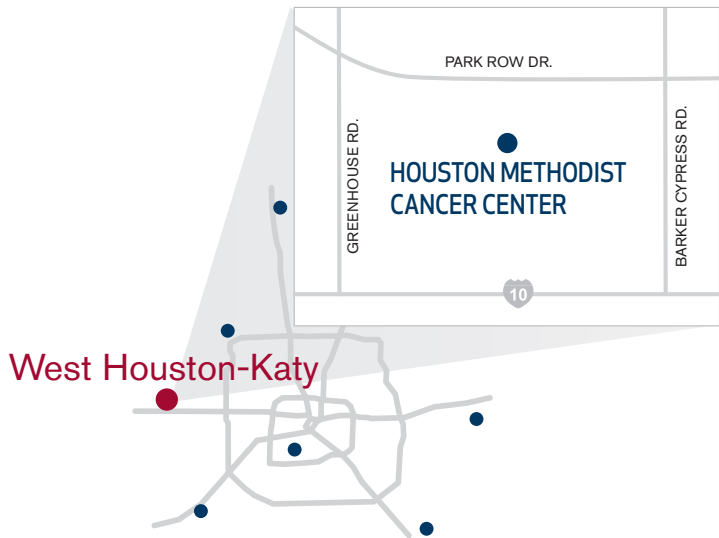 PARK ROW DR.
GREENHOUSE RD.
BARKER CYPRESS RD.
HOUSTON METHODIST
CANCER CENTER
10
West Houston-Katy